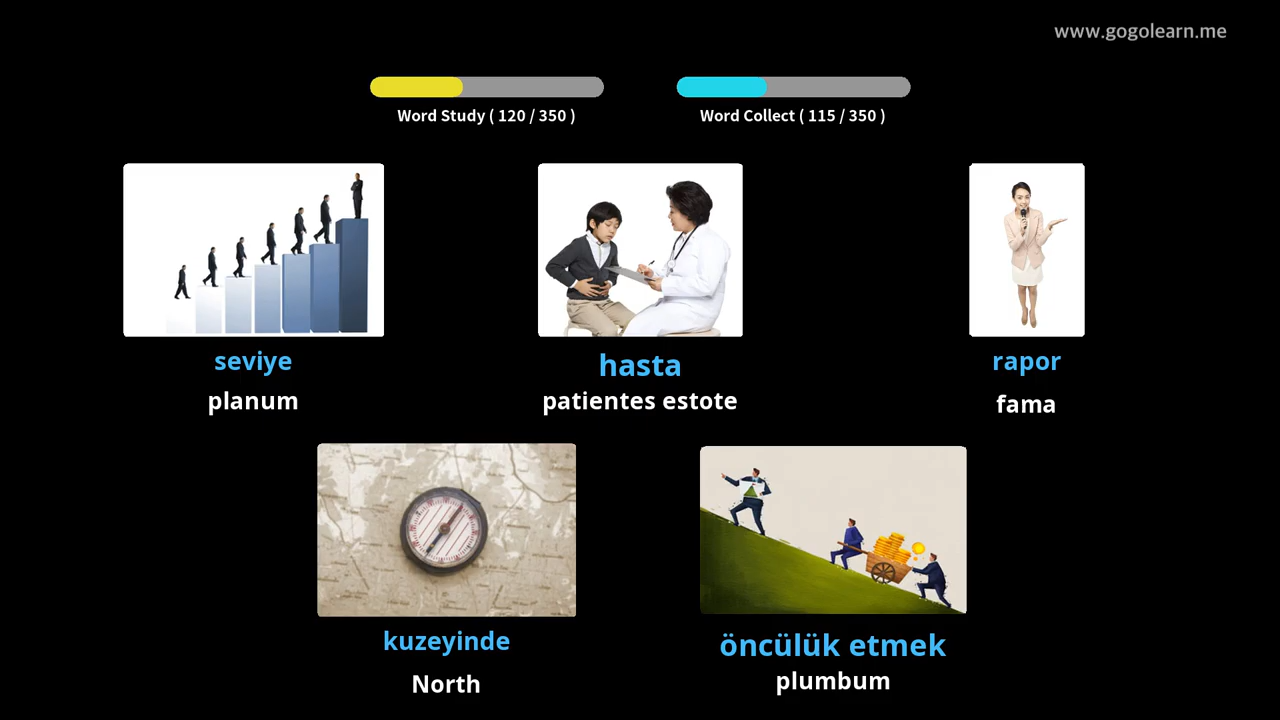 www.gogolearn.me
Word Study ( 120 / 350 )
Word Collect ( 115 / 350 )
seviye
planum
hasta
patientes estote
rapor
fama
kuzeyinde
North
öncülük etmek
plumbum